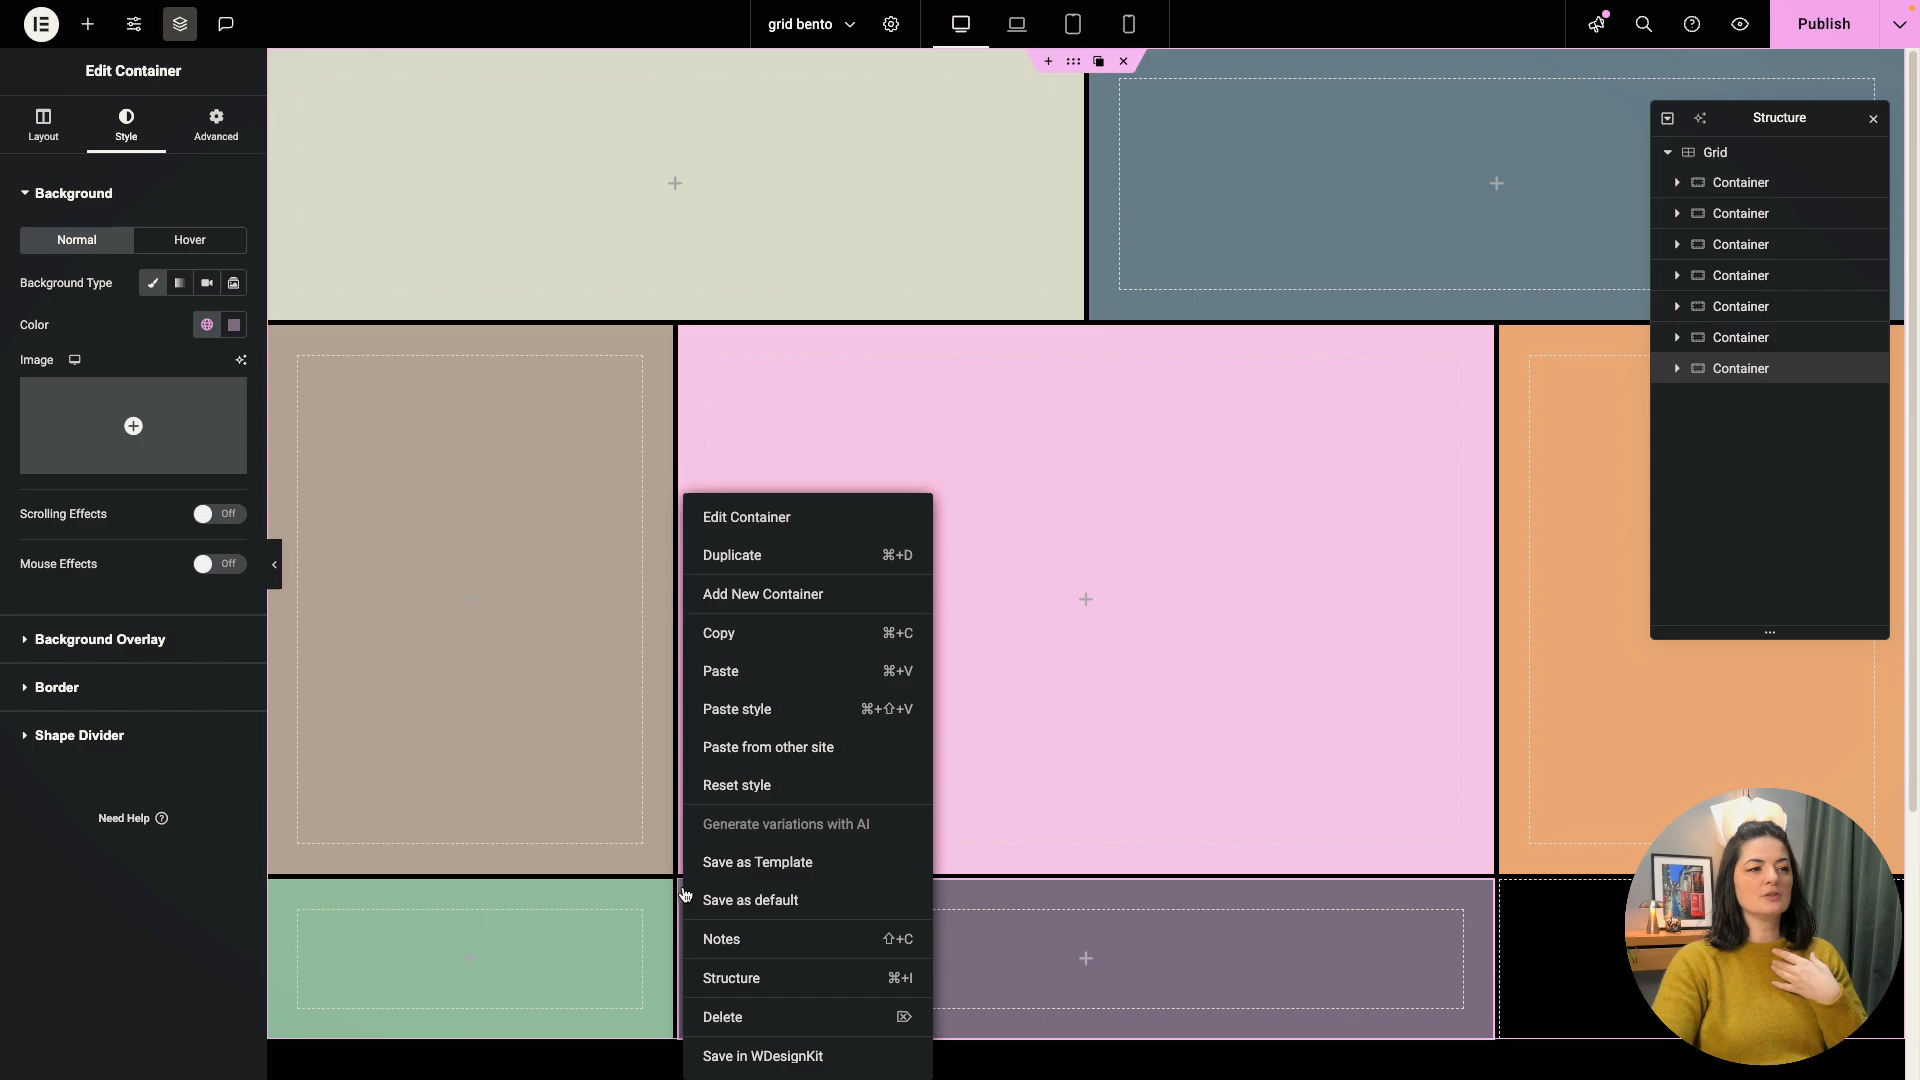 grid bento
Publish
Edit Container
Layout
Style
Advanced
Background
Normal
Hover
Background Type
Color
Image
Scrolling Effects
Off
Mouse Effects
Off
Background Overlay
Border
Shape Divider
Need Help
Edit Container
Duplicate ⌘+D
Add New Container
Copy ⌘+C
Paste ⌘+V
Paste style ⌘+⇧+V
Paste from other site
Reset style
Generate variations with AI
Save as Template
Save as default
Notes ⇧+C
Structure ⌘+I
Delete ⌦
Save in WDesignKit
Structure
Grid
Container
Container
Container
Container
Container
Container
Container